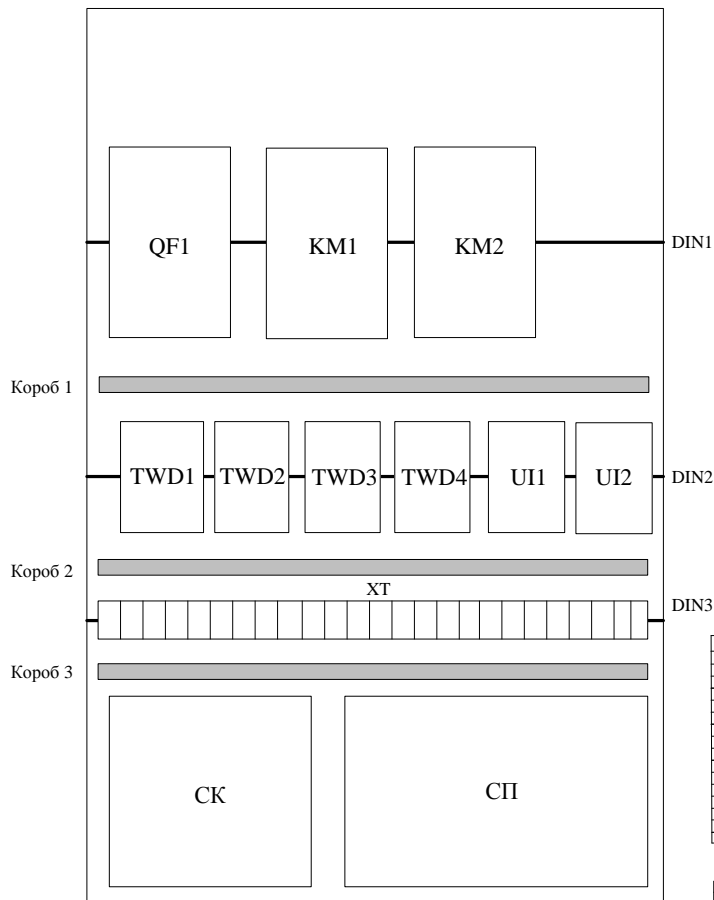 QF1 KM1 KM2 DIN1
Короб 1
TWD1 TWD2 TWD3 TWD4 UI1 UI2 DIN2
Короб 2
XT
DIN3
Короб 3
СК СП